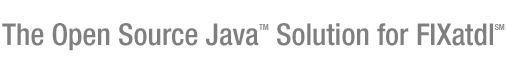 The Open Source Java™ Solution for FIXatdl℠